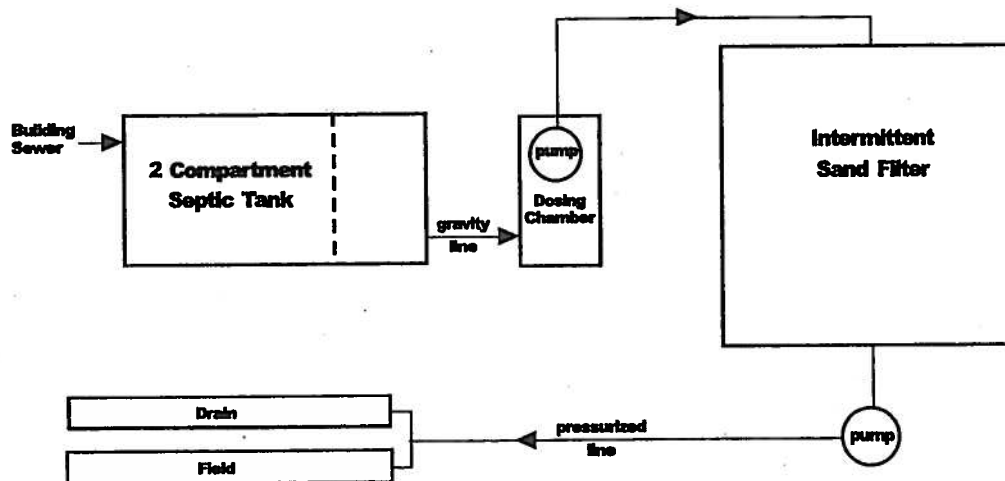 Building
Sewer
2 Compartment
Septic Tank
gravity
line
pump
Dosing
Chamber
Intermittent
Sand Filter
pump
pressurized
line
Drain
Field